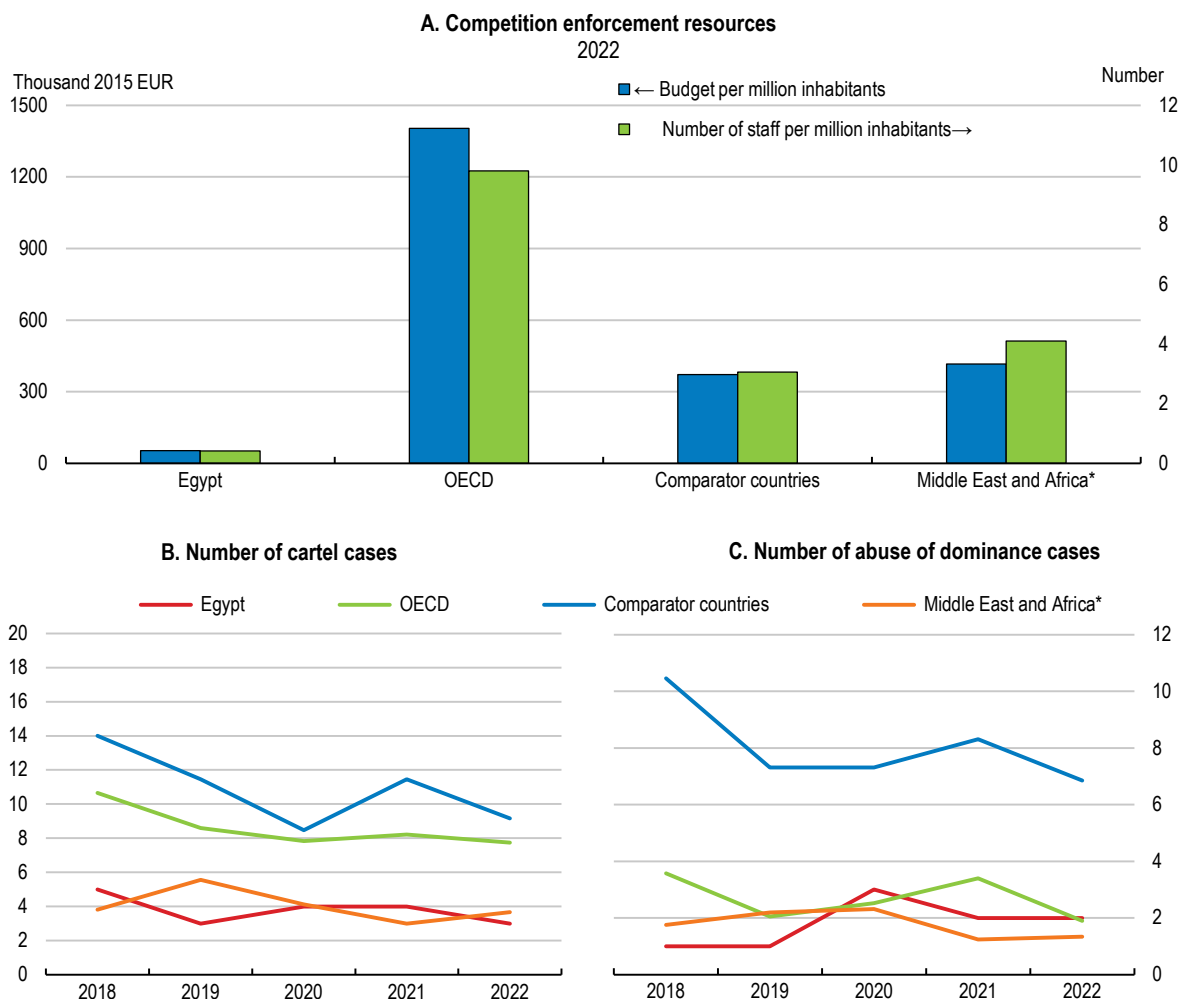 A. Competition enforcement resources
2022
Thousand 2015 EUR
Number
← Budget per million inhabitants
Number of staff per million inhabitants→
1500
1200
900
600
300
0
12
10
8
6
4
2
0
Egypt OECD Comparator countries Middle East and Africa*
B. Number of cartel cases
C. Number of abuse of dominance cases
Egypt OECD Comparator countries Middle East and Africa*
20
18
16
14
12
10
8
6
4
2
0
2018 2019 2020 2021 2022
12
10
8
6
4
2
0
2018 2019 2020 2021 2022